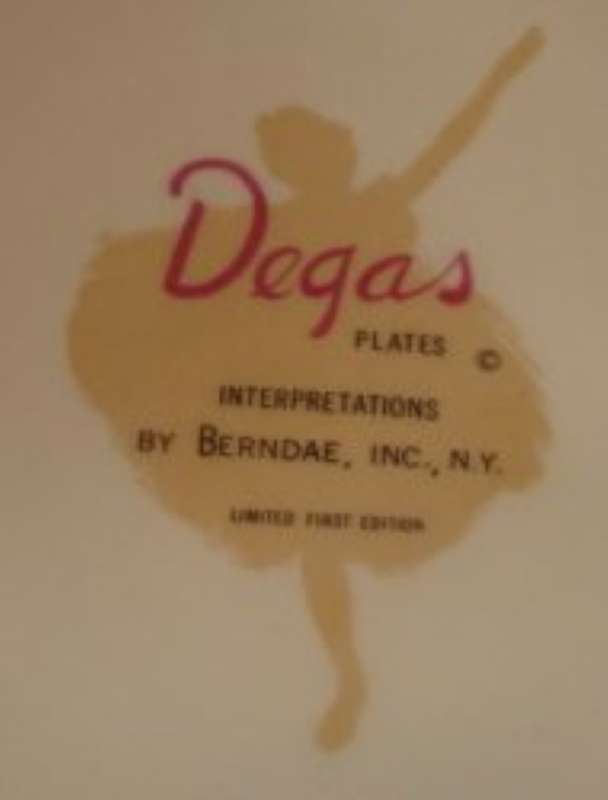 Degas
PLATES ©
INTERPRETATIONS
BY BERNDAE, INC., N.Y.
LIMITED FIRST EDITION